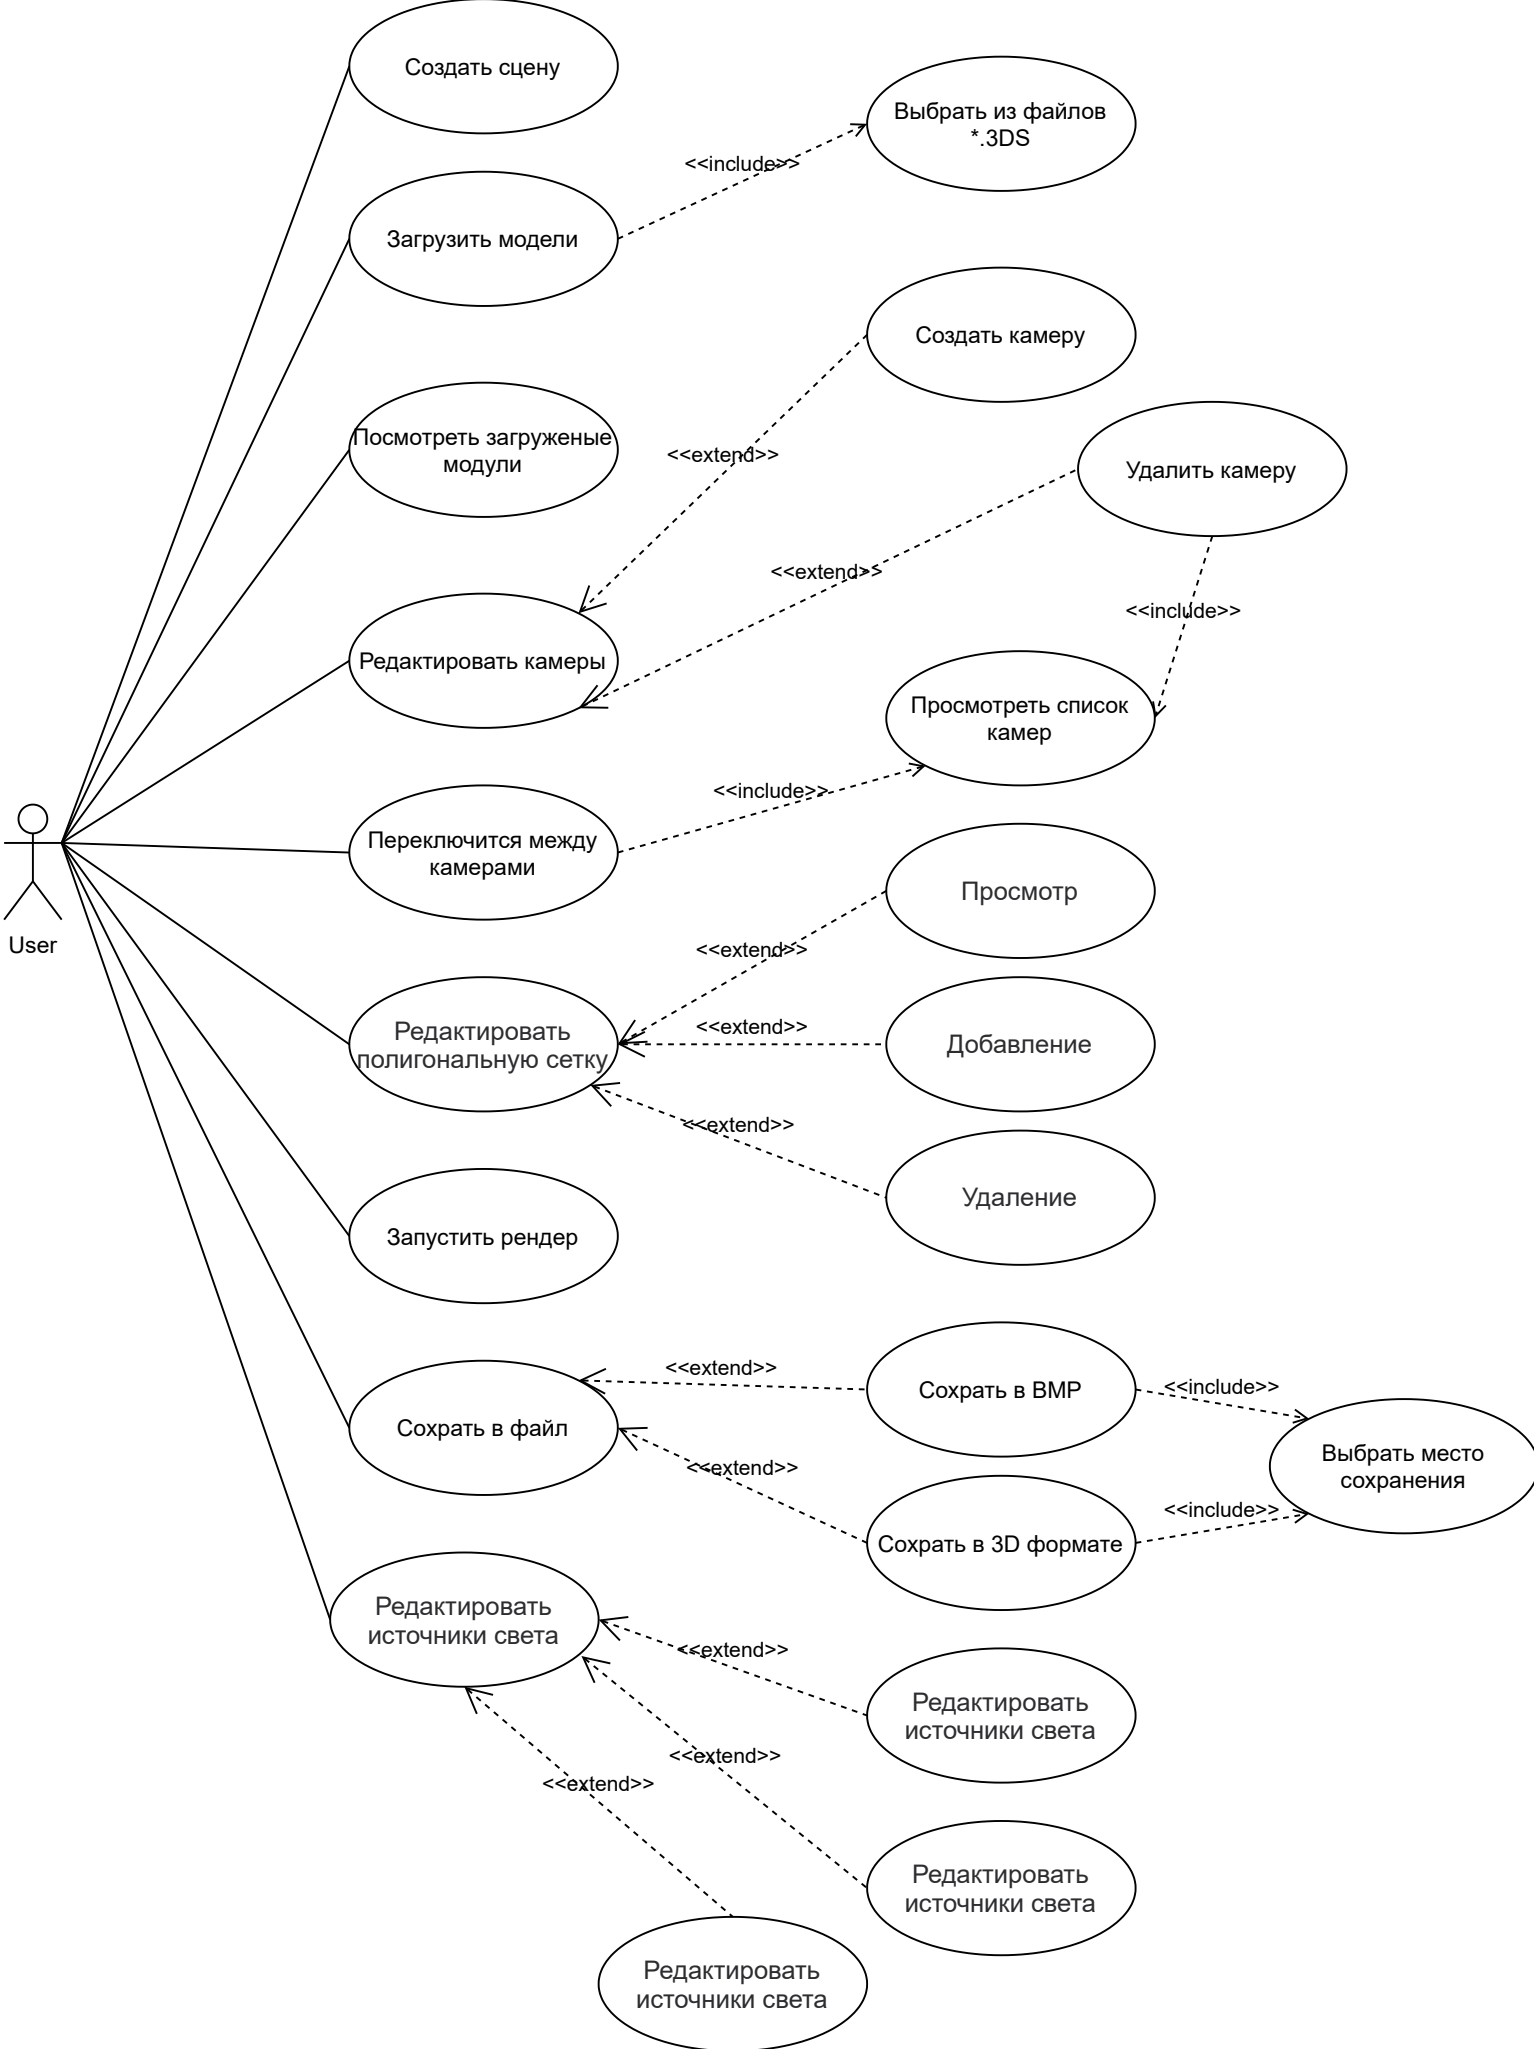 Создать сцену
Выбрать из файлов
*.3DS
<<include>>
Загрузить модели
Создать камеру
Посмотреть загруженые
модули
<<extend>>
Удалить камеру
<<extend>>
<<include>>
Редактировать камеры
Просмотреть список
камер
<<include>>
Переключится между
камерами
User
Просмотр
<<extend>>
<<extend>>
Редактировать
полигональную сетку
Добавление
<<extend>>
Удаление
Запустить рендер
<<extend>>
Сохрать в BMP
<<include>>
Сохрать в файл
Выбрать место
сохранения
<<extend>>
<<include>>
Сохрать в 3D формате
Редактировать
источники света
<<extend>>
Редактировать
источники света
<<extend>>
<<extend>>
Редактировать
источники света
Редактировать
источники света